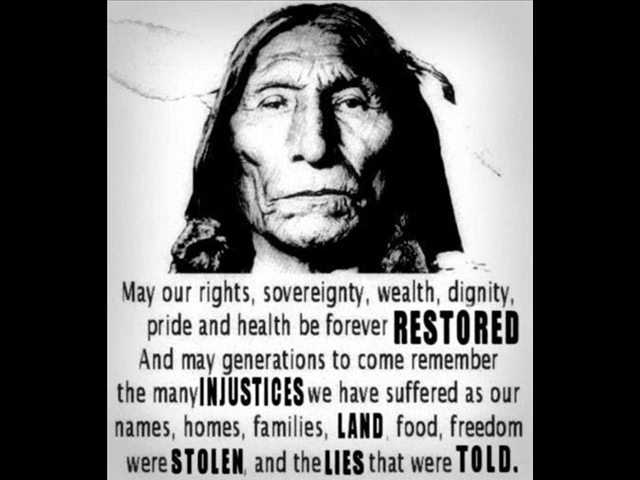 May our rights, sovereignty, wealth, dignity,
pride and health be forever RESTORED
And may generations to come remember
the many INJUSTICES we have suffered as our
names, homes, families, LAND, food, freedom
were STOLEN, and the LIES that were TOLD.